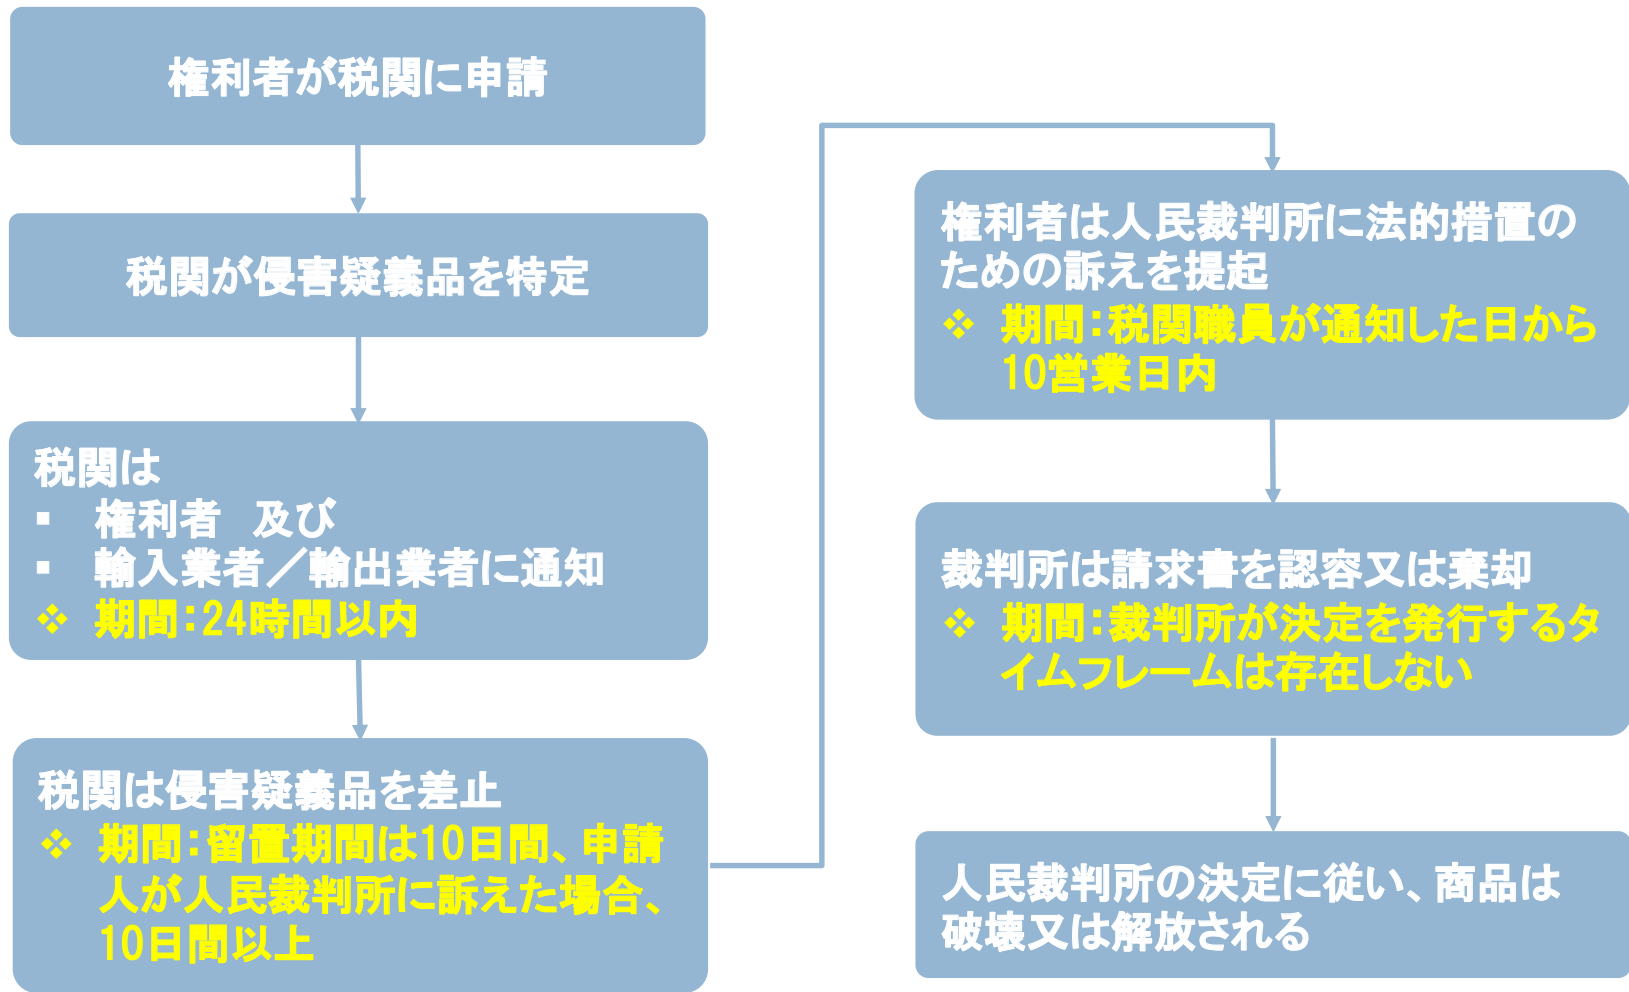 権利者が税関に申請
税関が侵害疑義品を特定
税関は
▪ 権利者　及び
▪ 輸入業者／輸出業者に通知
❖ 期間：24時間以内
税関は侵害疑義品を差止
❖ 期間：留置期間は10日間、申請
人が人民裁判所に訴えた場合、
10日間以上
権利者は人民裁判所に法的措置の
ための訴えを提起
❖ 期間：税関職員が通知した日から
10営業日内
裁判所は請求書を認容又は棄却
❖ 期間：裁判所が決定を発行するタ
イムフレームは存在しない
人民裁判所の決定に従い、商品は
破壊又は解放される